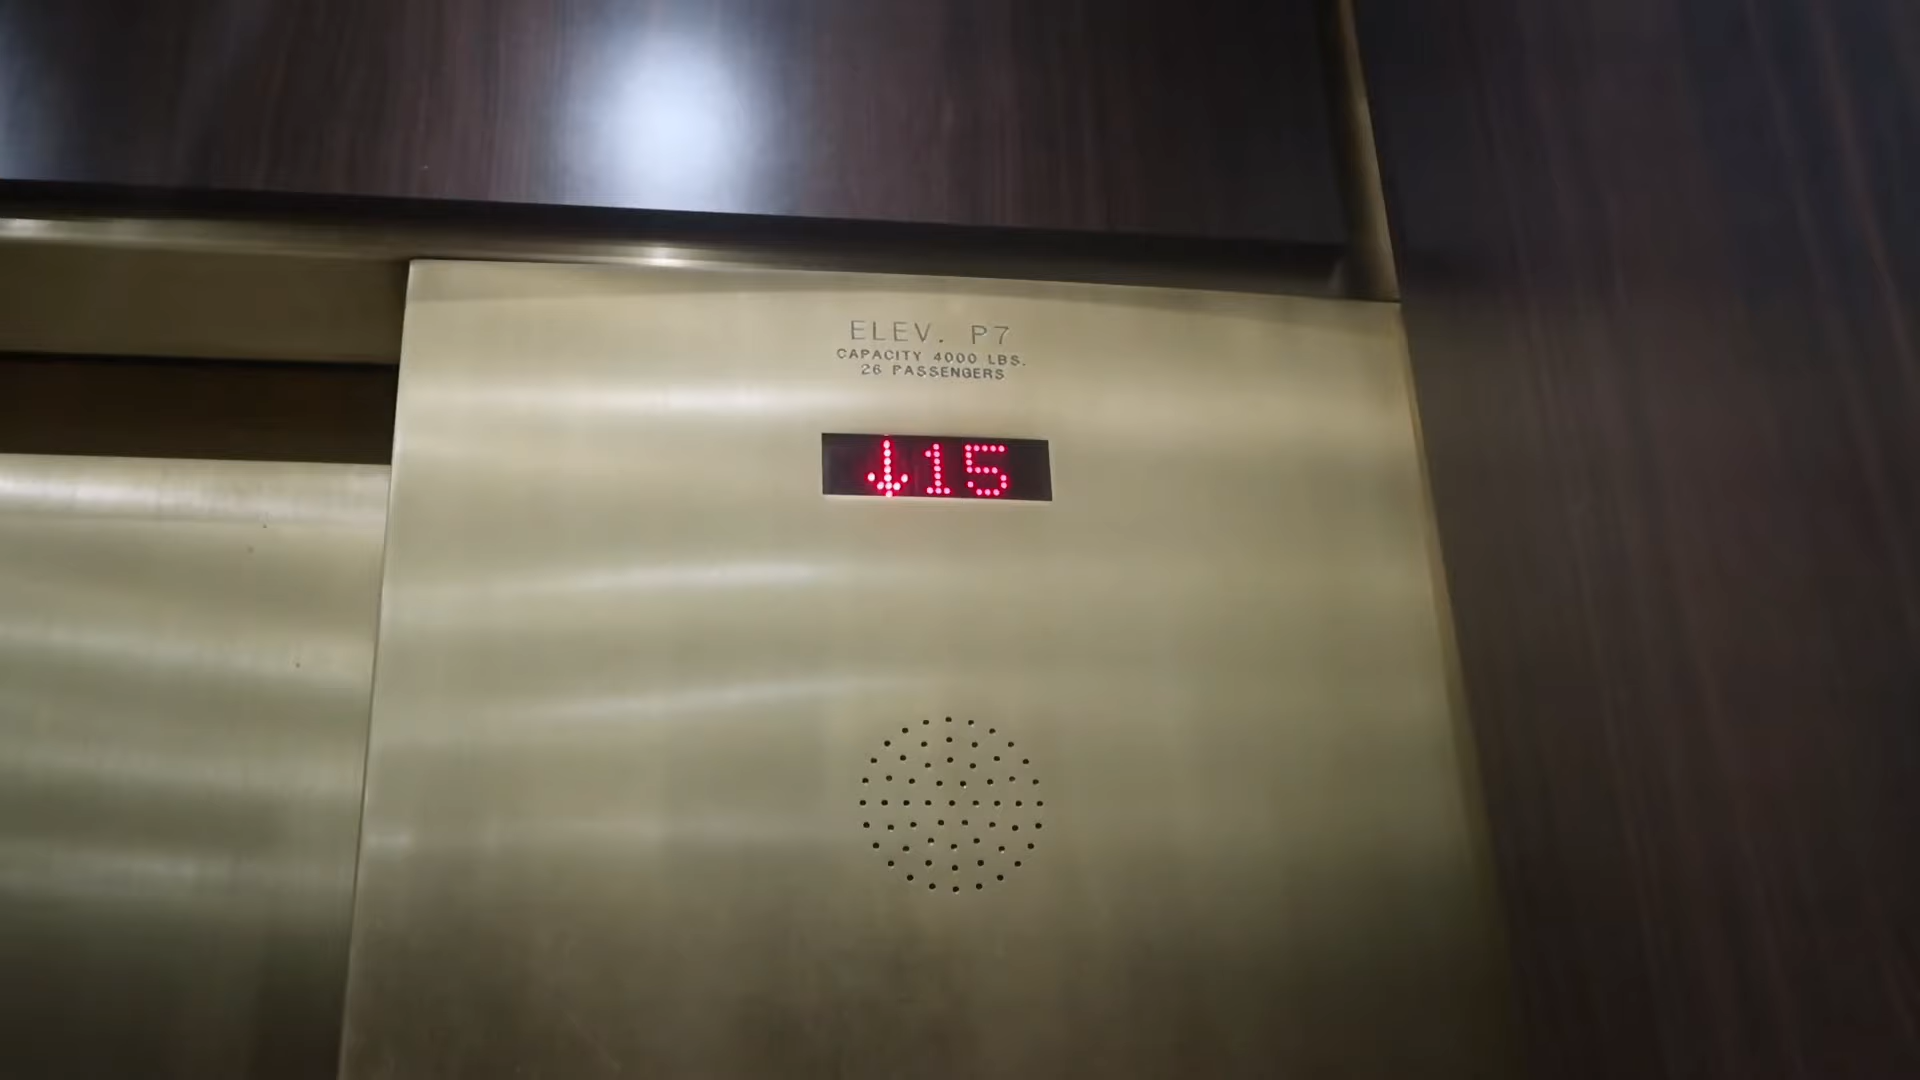 ELEV. P7
CAPACITY 4000 LBS.
26 PASSENGERS
↓15